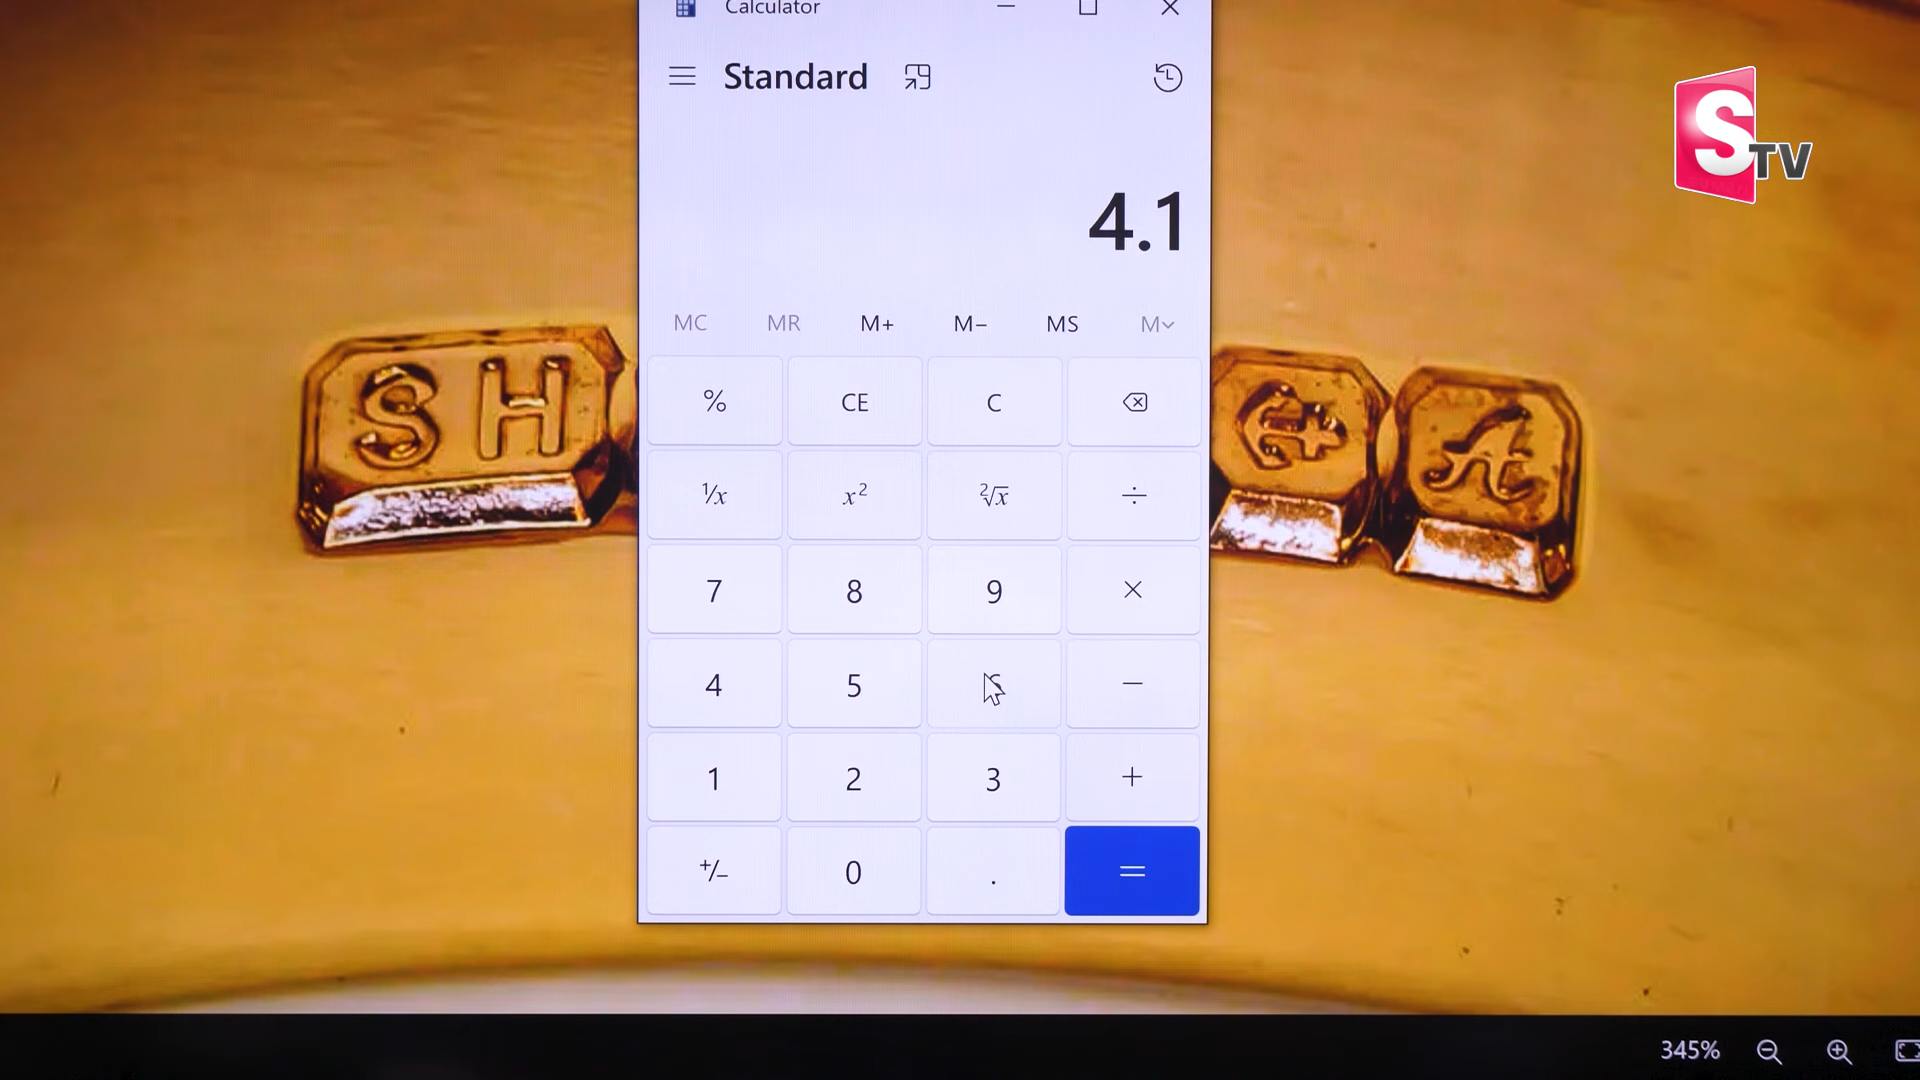 Calculator
Standard
STV
4.1
MC MR M+ M− MS M
% CE C
1/x x² ²√x ÷
7 8 9 ×
4 5 −
1 2 3 +
+/− 0 . =
SH
A
345%